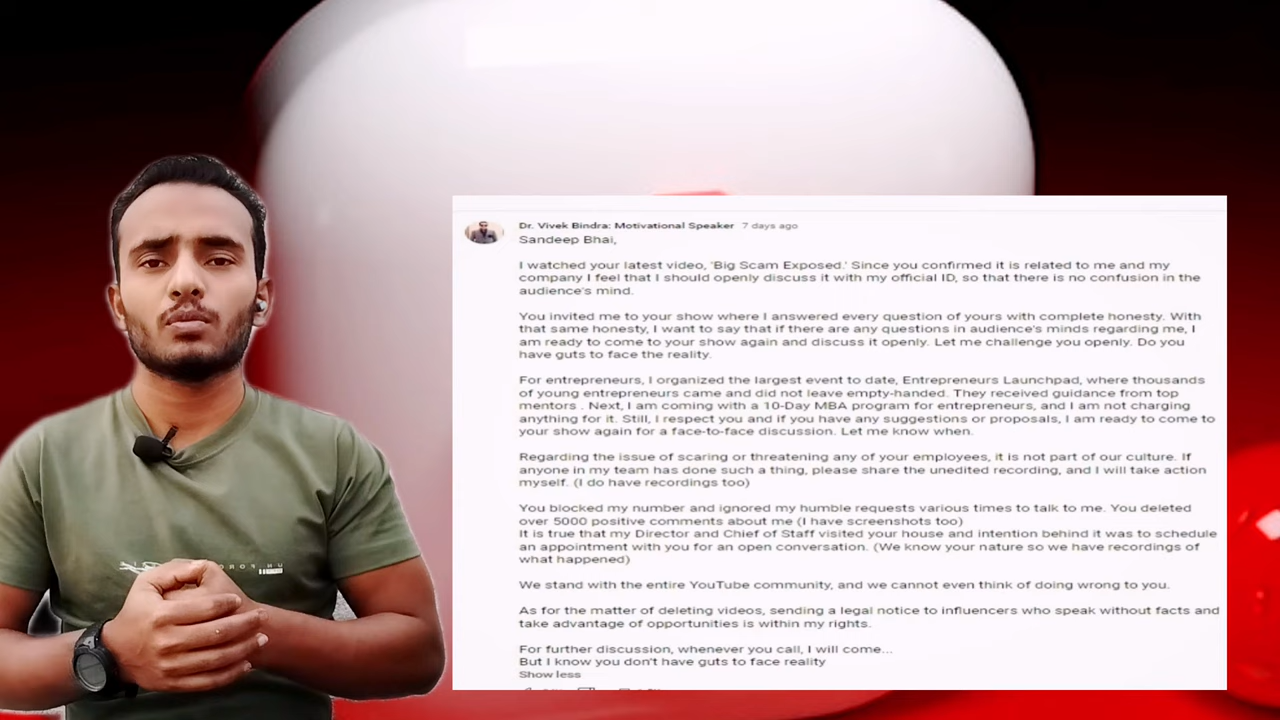 Dr. Vivek Bindra: Motivational Speaker 7 days ago
Sandeep Bhai,
I watched your latest video, 'Big Scam Exposed.' Since you confirmed it is related to me and my
company I feel that I should openly discuss it with my official ID, so that there is no confusion in the
audience's mind.
You invited me to your show where I answered every question of yours with complete honesty. With
that same honesty, I want to say that if there are any questions in audience's minds regarding me, I
am ready to come to your show again and discuss it openly. Let me challenge you openly. Do you
have guts to face the reality.
For entrepreneurs, I organized the largest event to date, Entrepreneurs Launchpad, where thousands
of young entrepreneurs came and did not leave empty-handed. They received guidance from top
mentors . Next, I am coming with a 10-Day MBA program for entrepreneurs, and I am not charging
anything for it. Still, I respect you and if you have any suggestions or proposals, I am ready to come to
your show again for a face-to-face discussion. Let me know when.
Regarding the issue of scaring or threatening any of your employees, it is not part of our culture. If
anyone in my team has done such a thing, please share the unedited recording, and I will take action
myself. (I do have recordings too)
You blocked my number and ignored my humble requests various times to talk to me. You deleted
over 5000 positive comments about me (I have screenshots too)
It is true that my Director and Chief of Staff visited your house and intention behind it was to schedule
an appointment with you for an open conversation. (We know your nature so we have recordings of
what happened)
We stand with the entire YouTube community, and we cannot even think of doing wrong to you.
As for the matter of deleting videos, sending a legal notice to influencers who speak without facts and
take advantage of opportunities is within my rights.
For further discussion, whenever you call, I will come...
But I know you don't have guts to face reality
Show less